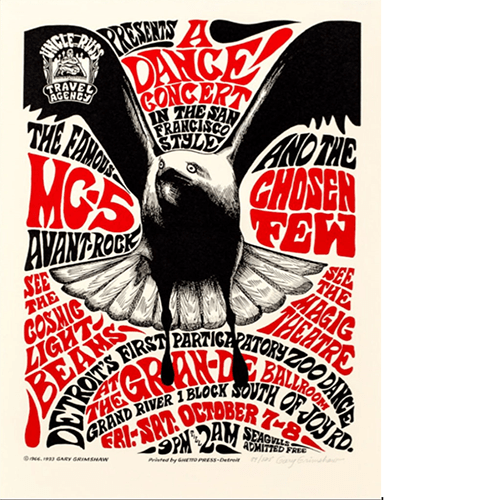 UNCLE RUSS
TRAVEL
AGENCY
PRESENTS A
DANCE!
CONCERT
IN THE SAN
FRANCISCO
STYLE!
THE FAMOUS
MC-5
AVANT-ROCK
AND THE
CHOSEN
FEW
SEE
THE
COSMIC
LIGHT-
BEAMS
SEE
THE
MAGIC
THEATRE
DETROIT'S FIRST PARTICAPATORY ZOO DANCE
AT THE GRAN-DE BALLROOM
GRAND RIVER 1 BLOCK SOUTH OF JOY RD.
FRI-SAT. OCTOBER 7-8
9PM 2AM SEAGULLS
ADMITTED FREE
Printed by GHETTO PRESS-Detroit
Gary Grimshaw